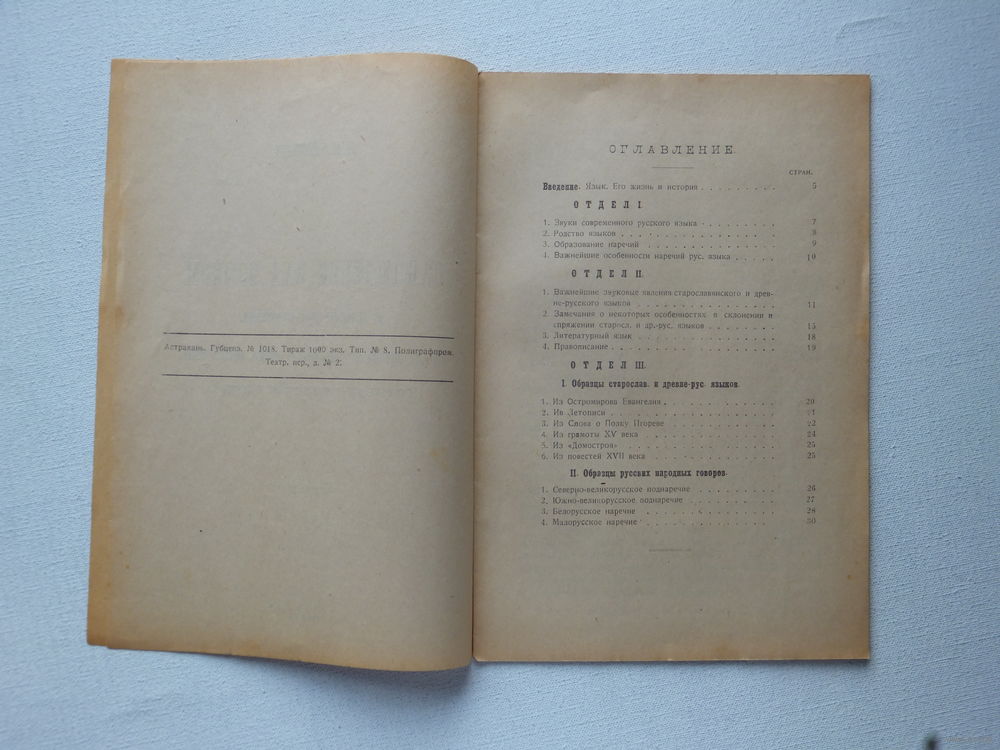 Астрахань. Губценз. № 1018. Тираж 1000 экз. Тип. № 8, Полиграфпром.
Театр. пер., д. № 2.
ОГЛАВЛЕНИЕ.
СТРАН.
Введение. Язык. Его жизнь и история . . . . . . . . . 5
ОТДЕЛ I.
1. Звуки современного русского языка . . . . . . . . 7
2. Родство языков . . . . . . . . . . . . . . . 8
3. Образование наречий . . . . . . . . . . . . . 9
4. Важнейшие особенности наречий рус. языка . . . . . 10
ОТДЕЛ II.
1. Важнейшие звуковые явления старославянского и древ-
не-русского языков . . . . . . . . . . . . . . 11
2. Замечания о некоторых особенностях в склонении и
спряжении старосл. и др.-рус. языков . . . . . . . 15
3. Литературный язык . . . . . . . . . . . . . . 18
4. Правописание . . . . . . . . . . . . . . . . 19
ОТДЕЛ III.
I. Образцы старослав. и древне-рус. языков.
1. Из Остромирова Евангелия . . . . . . . . . . . 20
2. Из Летописи . . . . . . . . . . . . . . . . 21
3. Из Слова о Полку Игореве . . . . . . . . . . . 22
4. Из грамоты XV века . . . . . . . . . . . . . 24
5. Из «Домостроя» . . . . . . . . . . . . . . . 25
6. Из повестей XVII века . . . . . . . . . . . . 25
II. Образцы русских народных говоров.
1. Северно-великорусское поднаречие . . . . . . . . 26
2. Южно-великорусское поднаречие . . . . . . . . . 27
3. Белорусское наречие . . . . . . . . . . . . . 28
4. Малорусское наречие . . . . . . . . . . . . 30